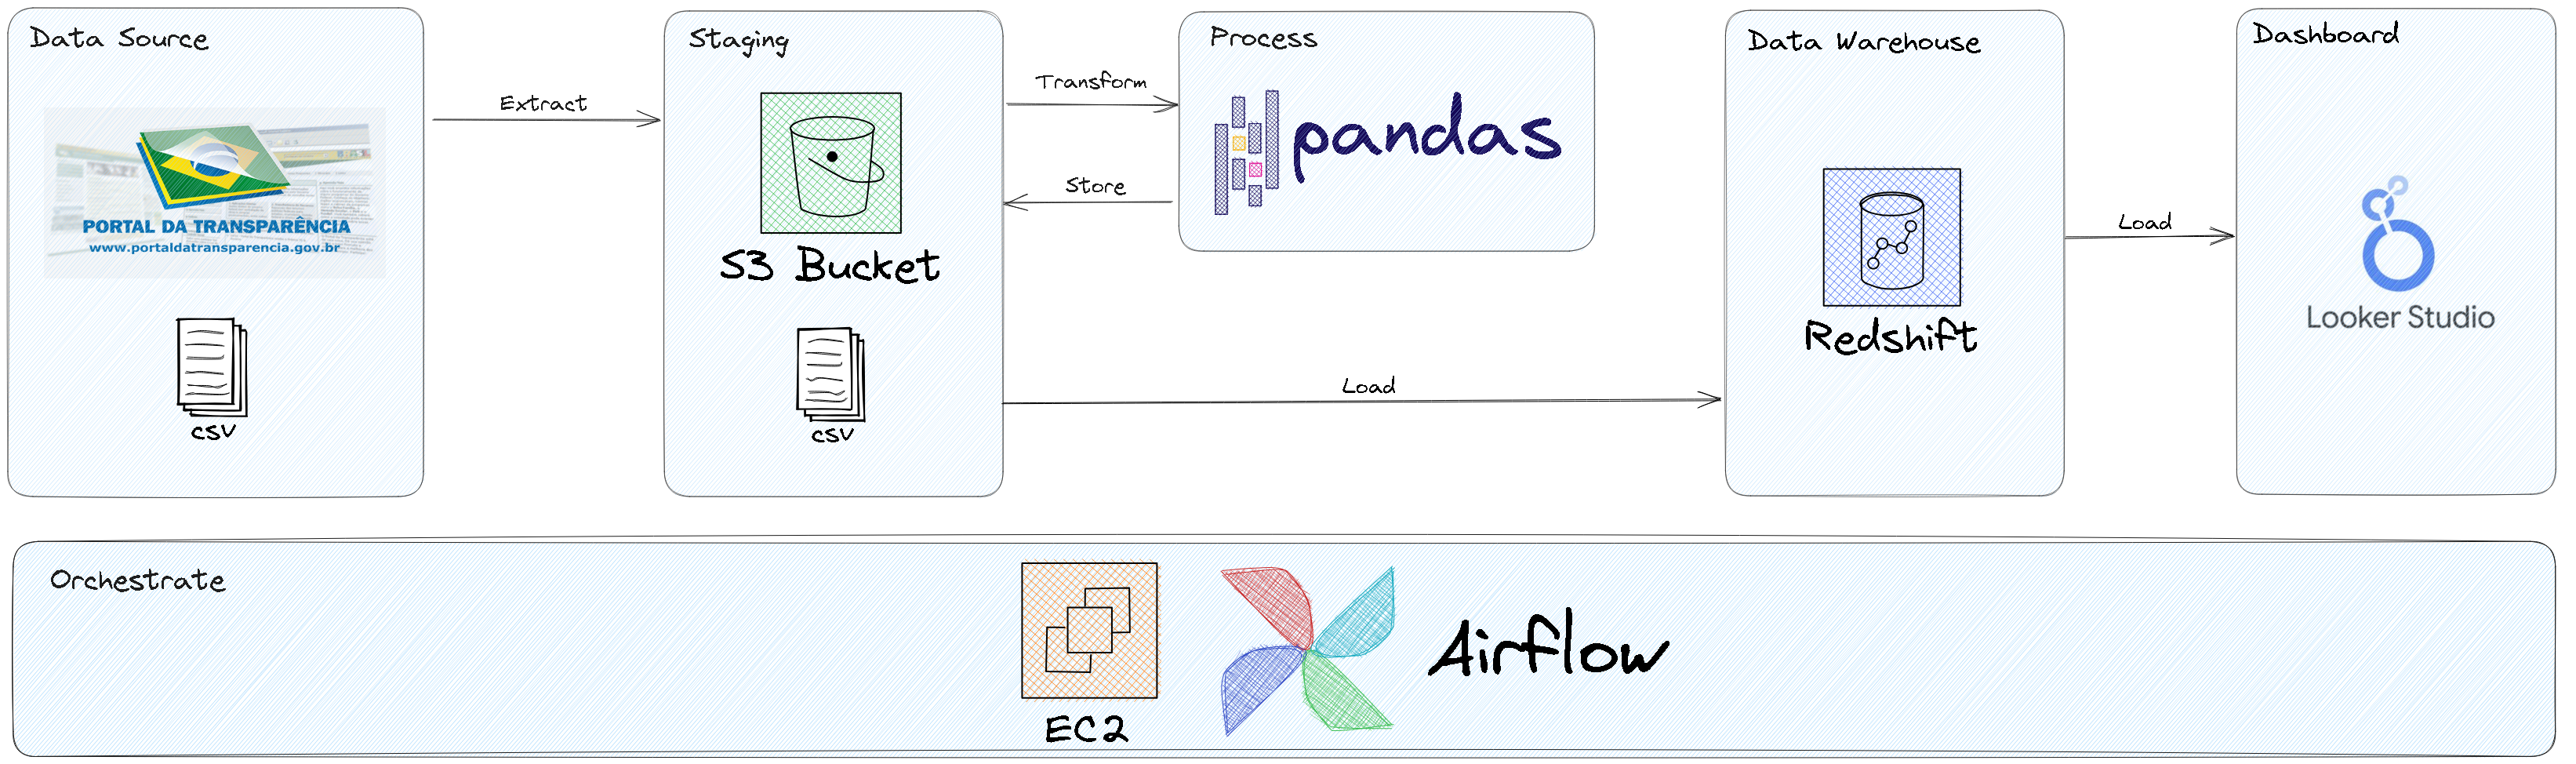 Data Source
PORTAL DA TRANSPARÊNCIA
www.portaldatransparencia.gov.br
csv
Extract
Staging
S3 Bucket
csv
Transform
Store
Process
pandas
Load
Data Warehouse
Redshift
Load
Dashboard
Looker Studio
Orchestrate
EC2
Airflow